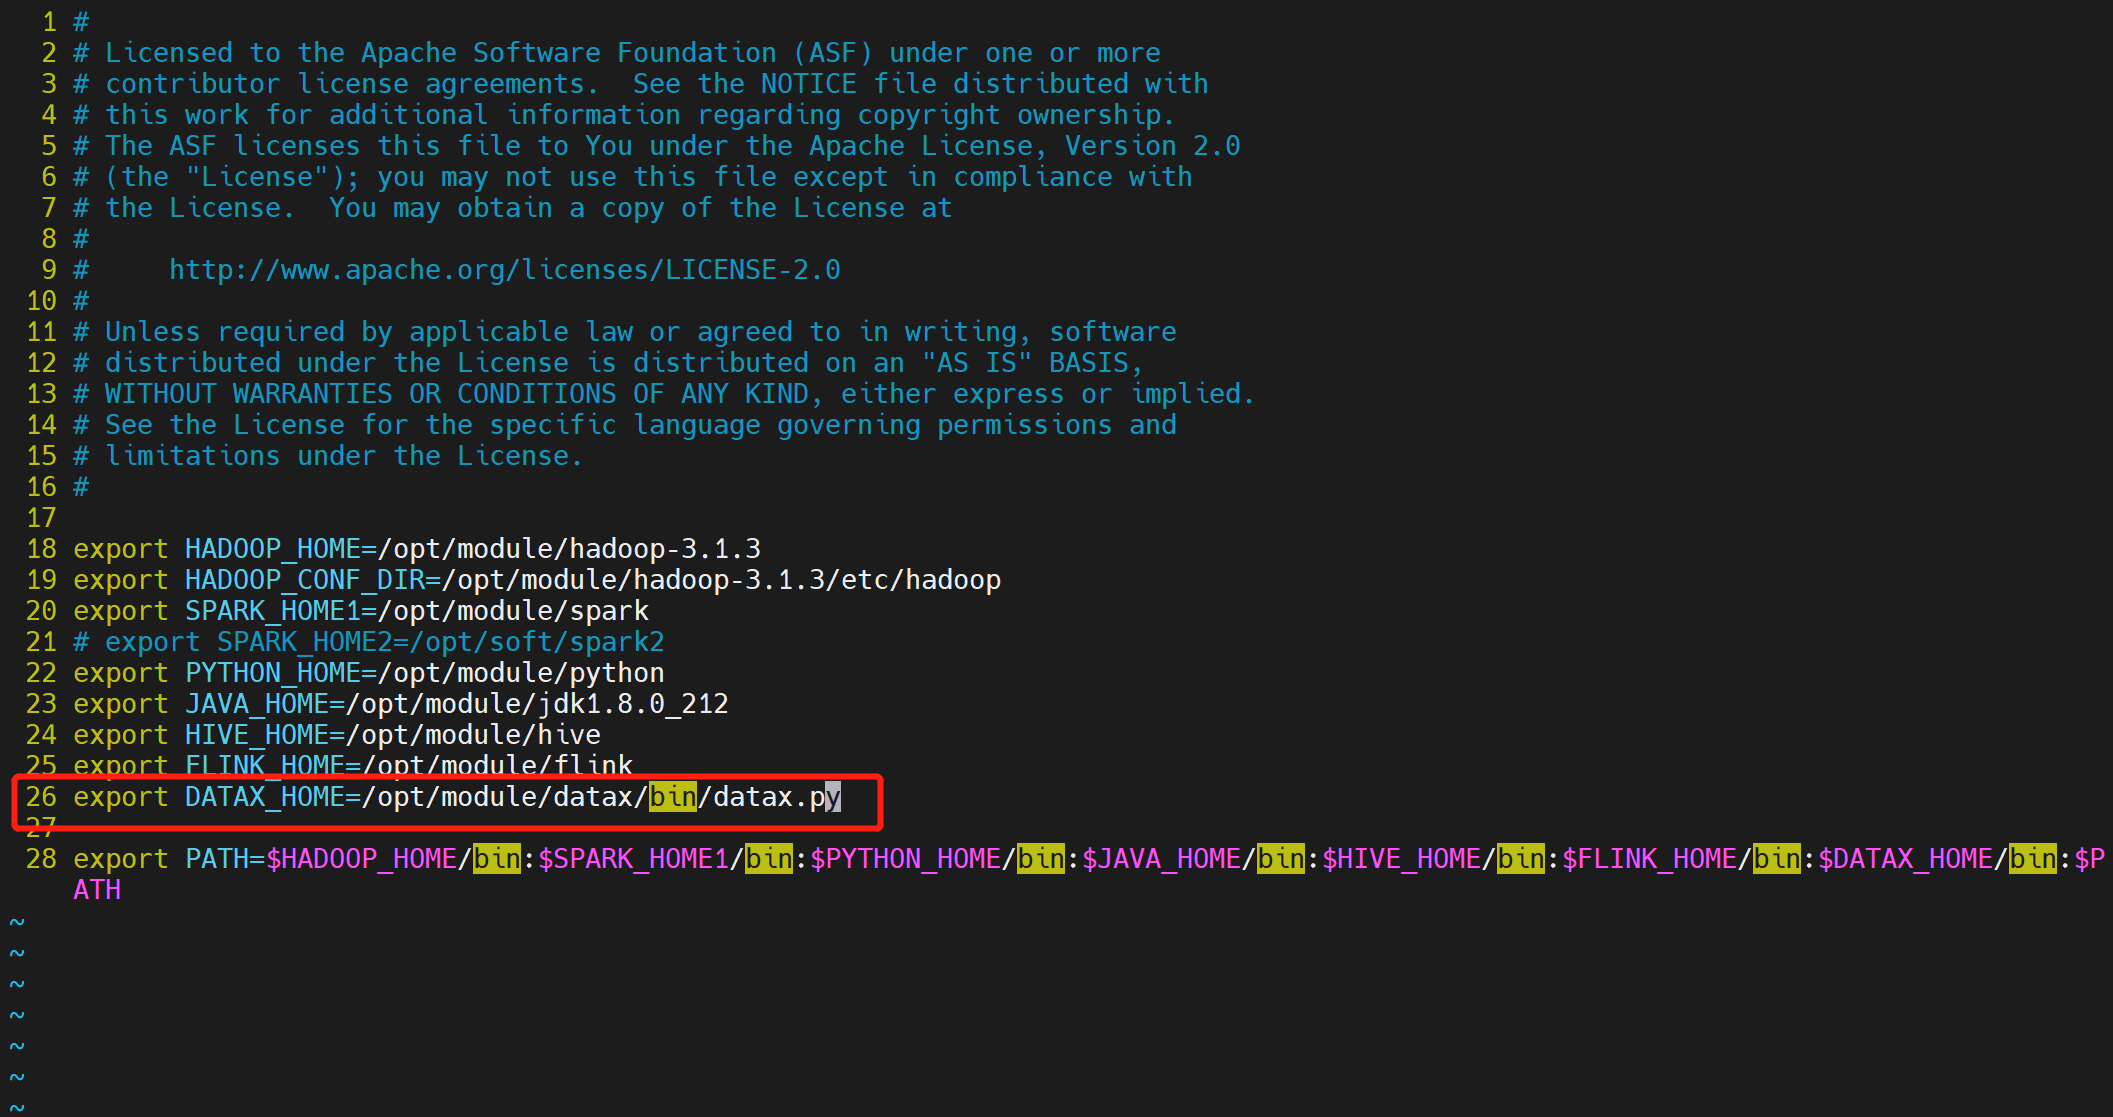 1 #
2 # Licensed to the Apache Software Foundation (ASF) under one or more
3 # contributor license agreements.  See the NOTICE file distributed with
4 # this work for additional information regarding copyright ownership.
5 # The ASF licenses this file to You under the Apache License, Version 2.0
6 # (the "License"); you may not use this file except in compliance with
7 # the License.  You may obtain a copy of the License at
8 #
9 #     http://www.apache.org/licenses/LICENSE-2.0
10 #
11 # Unless required by applicable law or agreed to in writing, software
12 # distributed under the License is distributed on an "AS IS" BASIS,
13 # WITHOUT WARRANTIES OR CONDITIONS OF ANY KIND, either express or implied.
14 # See the License for the specific language governing permissions and
15 # limitations under the License.
16 #
17
18 export HADOOP_HOME=/opt/module/hadoop-3.1.3
19 export HADOOP_CONF_DIR=/opt/module/hadoop-3.1.3/etc/hadoop
20 export SPARK_HOME1=/opt/module/spark
21 # export SPARK_HOME2=/opt/soft/spark2
22 export PYTHON_HOME=/opt/module/python
23 export JAVA_HOME=/opt/module/jdk1.8.0_212
24 export HIVE_HOME=/opt/module/hive
25 export FLINK_HOME=/opt/module/flink
26 export DATAX_HOME=/opt/module/datax/bin/datax.py
27
28 export PATH=$HADOOP_HOME/bin:$SPARK_HOME1/bin:$PYTHON_HOME/bin:$JAVA_HOME/bin:$HIVE_HOME/bin:$FLINK_HOME/bin:$DATAX_HOME/bin:$P
ATH
~
~
~
~
~
~
~